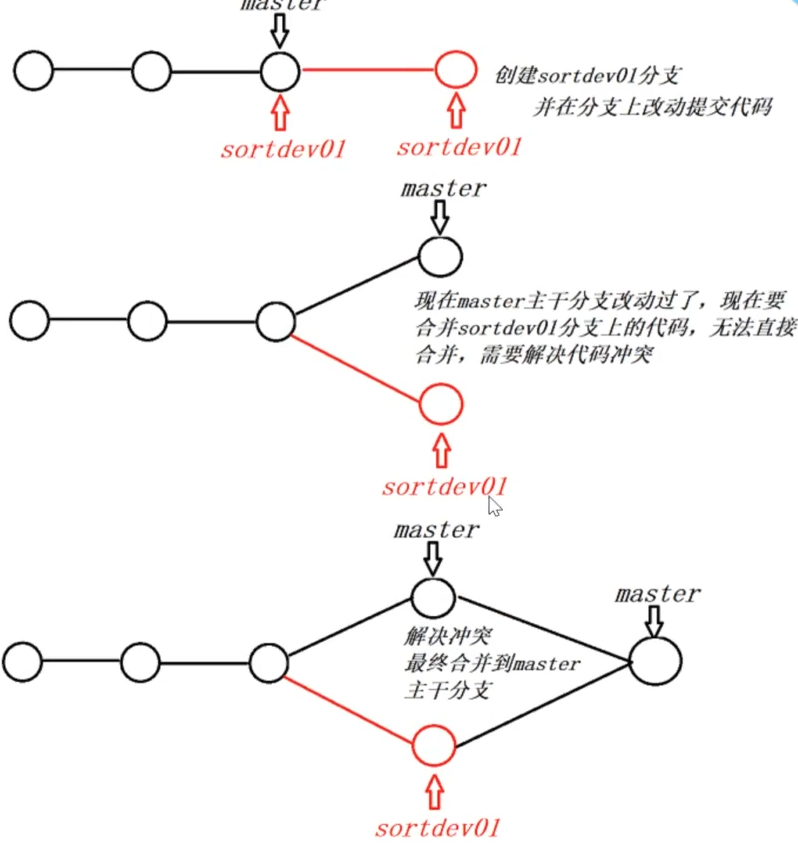 master
创建sortdev01分支
并在分支上改动提交代码
sortdev01 sortdev01
master
现在master主干分支改动过了，现在要
合并sortdev01分支上的代码，无法直接
合并，需要解决代码冲突
sortdev01
master
master
解决冲突
最终合并到master
主干分支
sortdev01